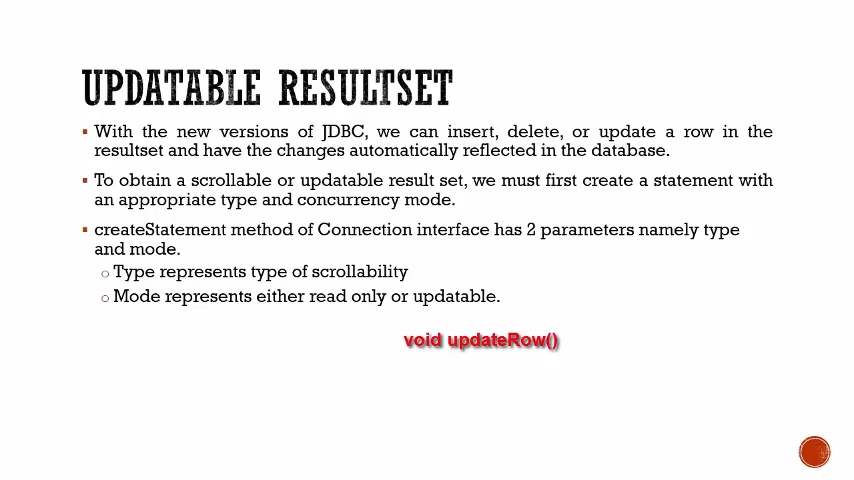 UPDATABLE RESULTSET
▪ With the new versions of JDBC, we can insert, delete, or update a row in the
resultset and have the changes automatically reflected in the database.
▪ To obtain a scrollable or updatable result set, we must first create a statement with
an appropriate type and concurrency mode.
▪ createStatement method of Connection interface has 2 parameters namely type
and mode.
o Type represents type of scrollability
o Mode represents either read only or updatable.
void updateRow()